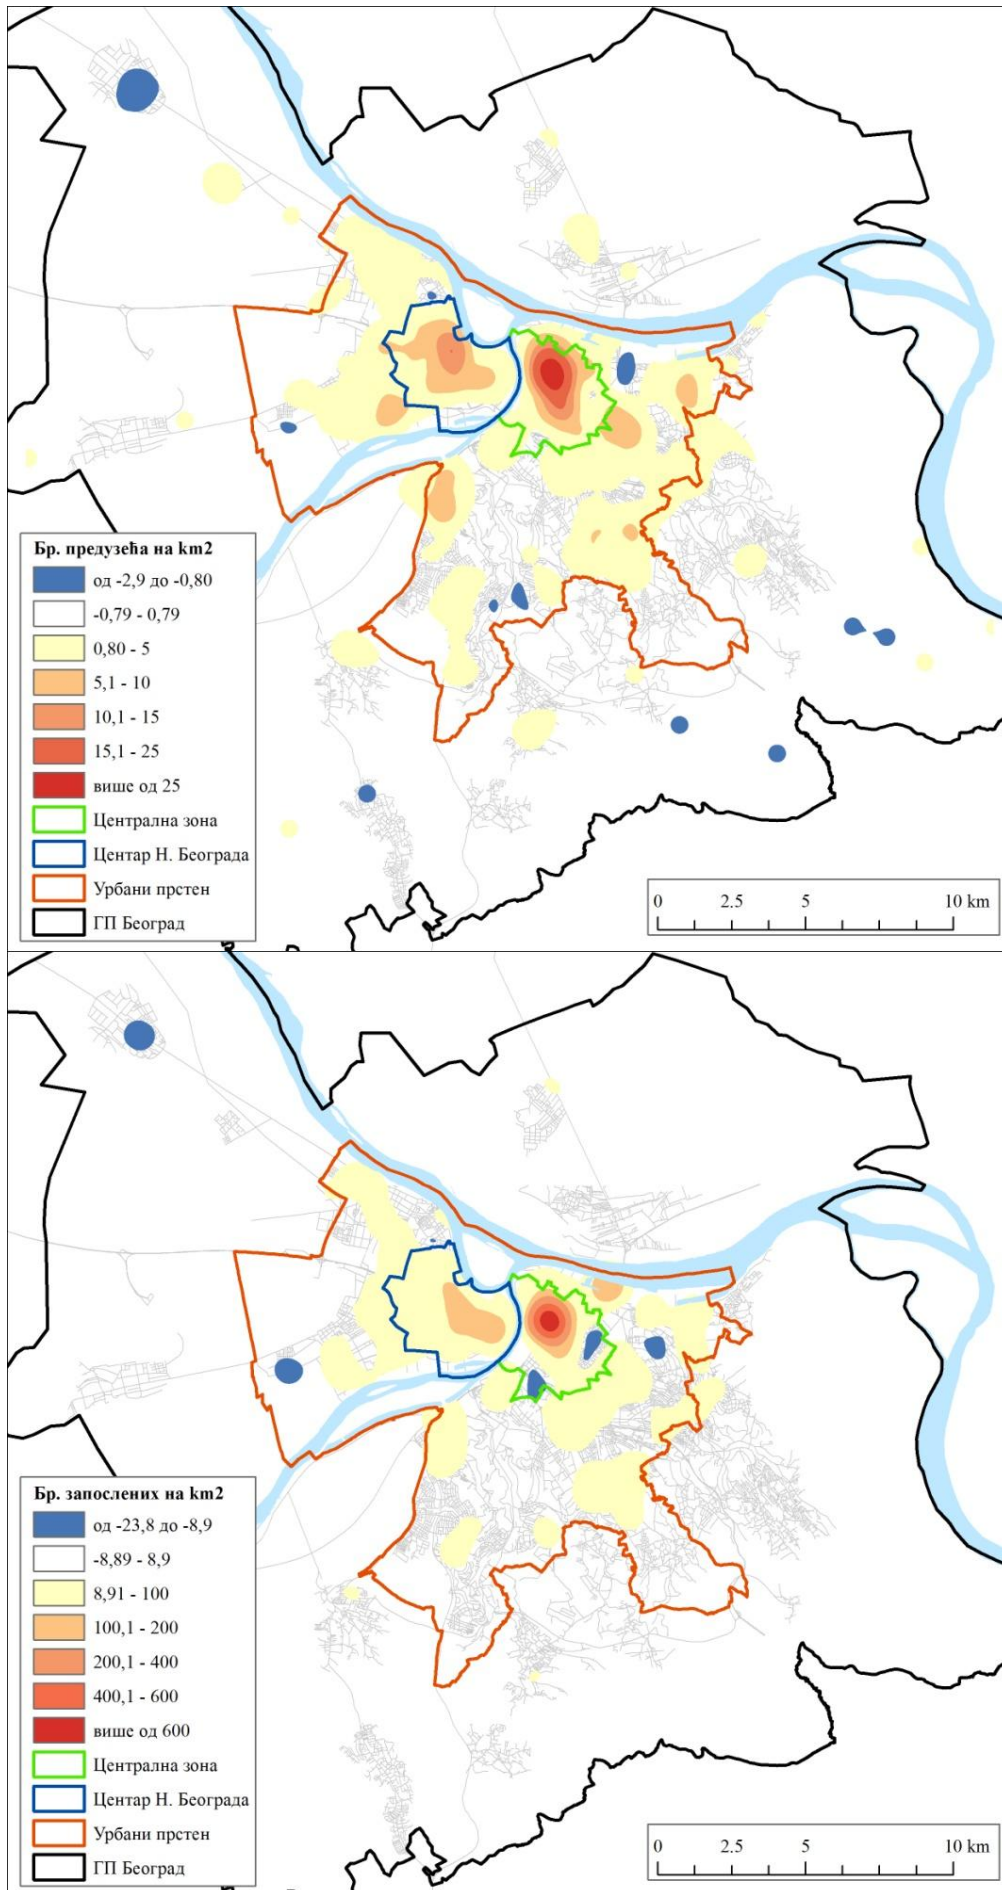 Бр. предузећа на km2
од -2,9 до -0,80
-0,79 - 0,79
0,80 - 5
5,1 - 10
10,1 - 15
15,1 - 25
више од 25
Централна зона
Центар Н. Београда
Урбани прстен
ГП Београд
0 2.5 5 10 km
Бр. запослених на km2
од -23,8 до -8,9
-8,89 - 8,9
8,91 - 100
100,1 - 200
200,1 - 400
400,1 - 600
више од 600
Централна зона
Центар Н. Београда
Урбани прстен
ГП Београд
0 2.5 5 10 km